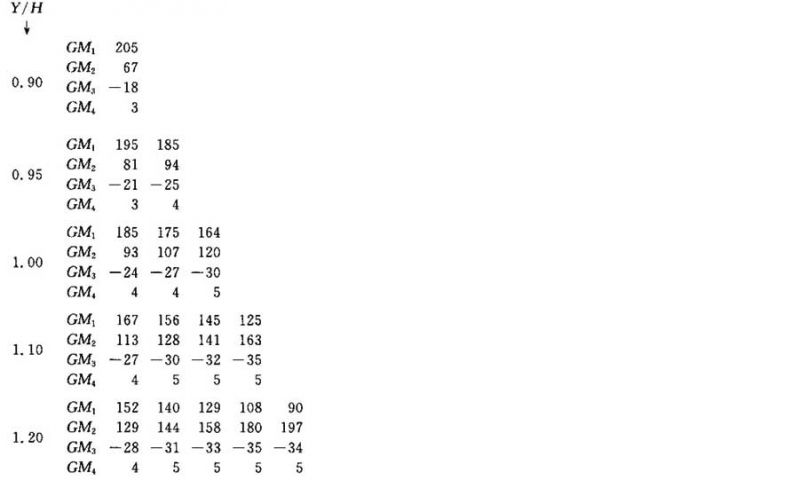 Y/H
↓
0.90
GM₁ 205
GM₂ 67
GM₃ −18
GM₄ 3
0.95
GM₁ 195 185
GM₂ 81 94
GM₃ −21 −25
GM₄ 3 4
1.00
GM₁ 185 175 164
GM₂ 93 107 120
GM₃ −24 −27 −30
GM₄ 4 4 5
1.10
GM₁ 167 156 145 125
GM₂ 113 128 141 163
GM₃ −27 −30 −32 −35
GM₄ 4 5 5 5
1.20
GM₁ 152 140 129 108 90
GM₂ 129 144 158 180 197
GM₃ −28 −31 −33 −35 −34
GM₄ 4 5 5 5 5